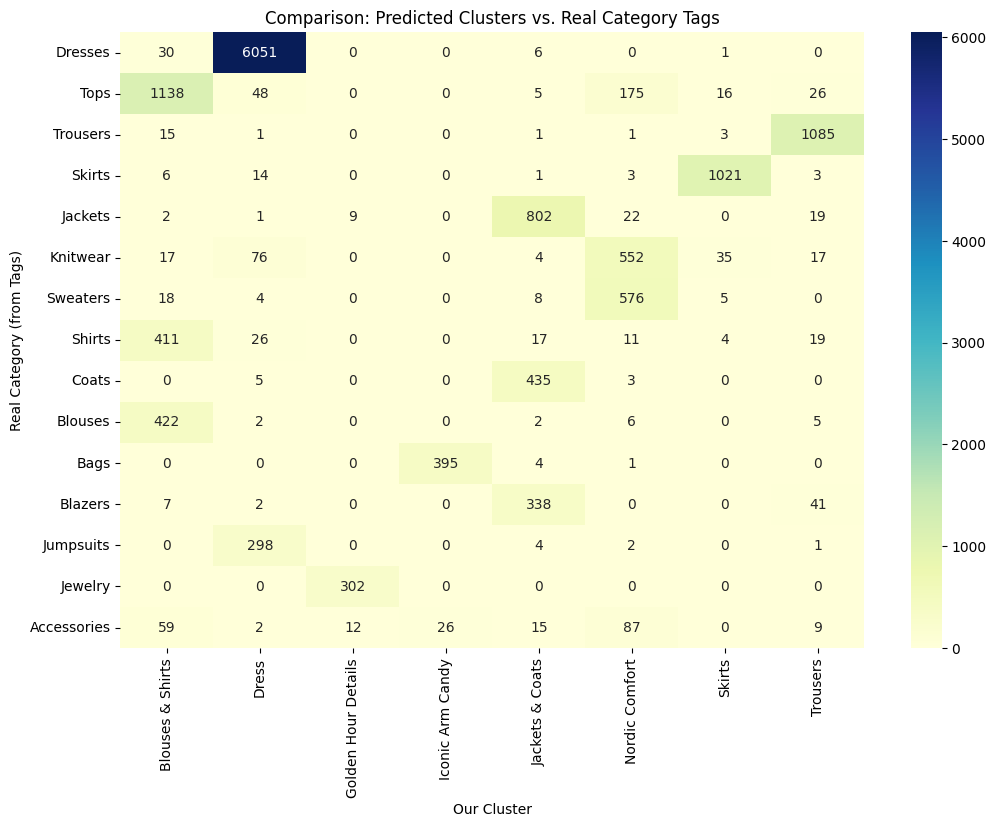 Comparison: Predicted Clusters vs. Real Category Tags
Real Category (from Tags)
Dresses 30 6051 0 0 6 0 1 0
Tops 1138 48 0 0 5 175 16 26
Trousers 15 1 0 0 1 1 3 1085
Skirts 6 14 0 0 1 3 1021 3
Jackets 2 1 9 0 802 22 0 19
Knitwear 17 76 0 0 4 552 35 17
Sweaters 18 4 0 0 8 576 5 0
Shirts 411 26 0 0 17 11 4 19
Coats 0 5 0 0 435 3 0 0
Blouses 422 2 0 0 2 6 0 5
Bags 0 0 0 395 4 1 0 0
Blazers 7 2 0 0 338 0 0 41
Jumpsuits 0 298 0 0 4 2 0 1
Jewelry 0 0 302 0 0 0 0 0
Accessories 59 2 12 26 15 87 0 9
Blouses & Shirts
Dress
Golden Hour Details
Iconic Arm Candy
Jackets & Coats
Nordic Comfort
Skirts
Trousers
Our Cluster
6000
5000
4000
3000
2000
1000
0